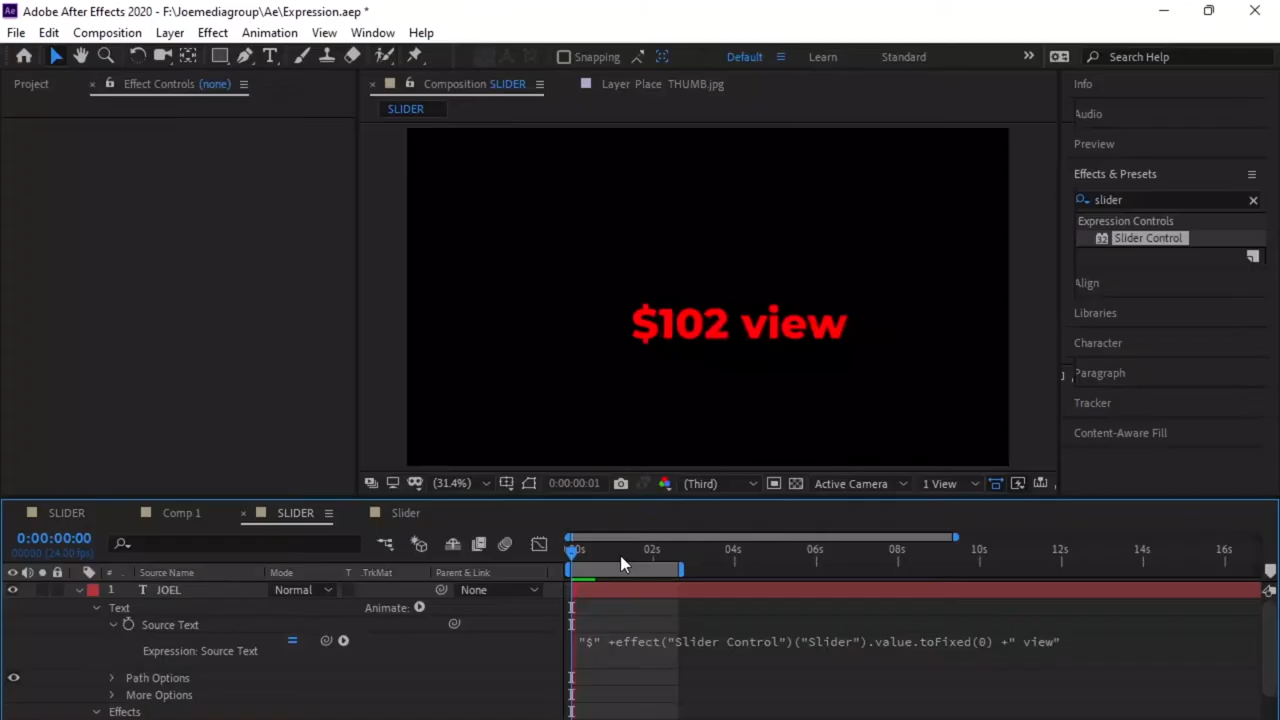 Ae Adobe After Effects 2020 - F:\Joemediagroup\Ae\Expression.aep *
File Edit Composition Layer Effect Animation View Window Help
Snapping Default Learn Standard Search Help
Project Effect Controls (none) Composition SLIDER Layer Place THUMB.jpg Info
SLIDER
Audio
Preview
Effects & Presets
slider
Expression Controls
Slider Control
Align
Libraries
Character
Paragraph
Tracker
Content-Aware Fill
$102 view
(31.4%) 0:00:00:01 (Third) Active Camera 1 View
SLIDER Comp 1 SLIDER Slider
0:00:00:00
00000 (24.00 fps)
02s 04s 06s 08s 10s 12s 14s 16s
# Source Name Mode T .TrkMat Parent & Link
1 T JOEL Normal None
Text Animate:
Source Text
"$" +effect("Slider Control")("Slider").value.toFixed(0) +" view"
Expression: Source Text
Path Options
More Options
Effects